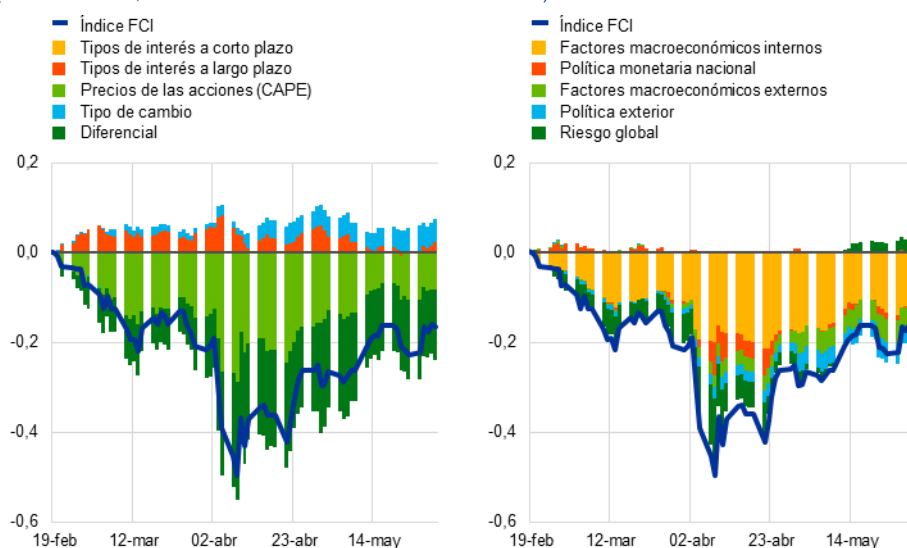 Índice FCI
Tipos de interés a corto plazo
Tipos de interés a largo plazo
Precios de las acciones (CAPE)
Tipo de cambio
Diferencial
0,2
0,0
-0,2
-0,4
-0,6
19-feb 12-mar 02-abr 23-abr 14-may
Índice FCI
Factores macroeconómicos internos
Política monetaria nacional
Factores macroeconómicos externos
Política exterior
Riesgo global
0,2
0,0
-0,2
-0,4
-0,6
19-feb 12-mar 02-abr 23-abr 14-may